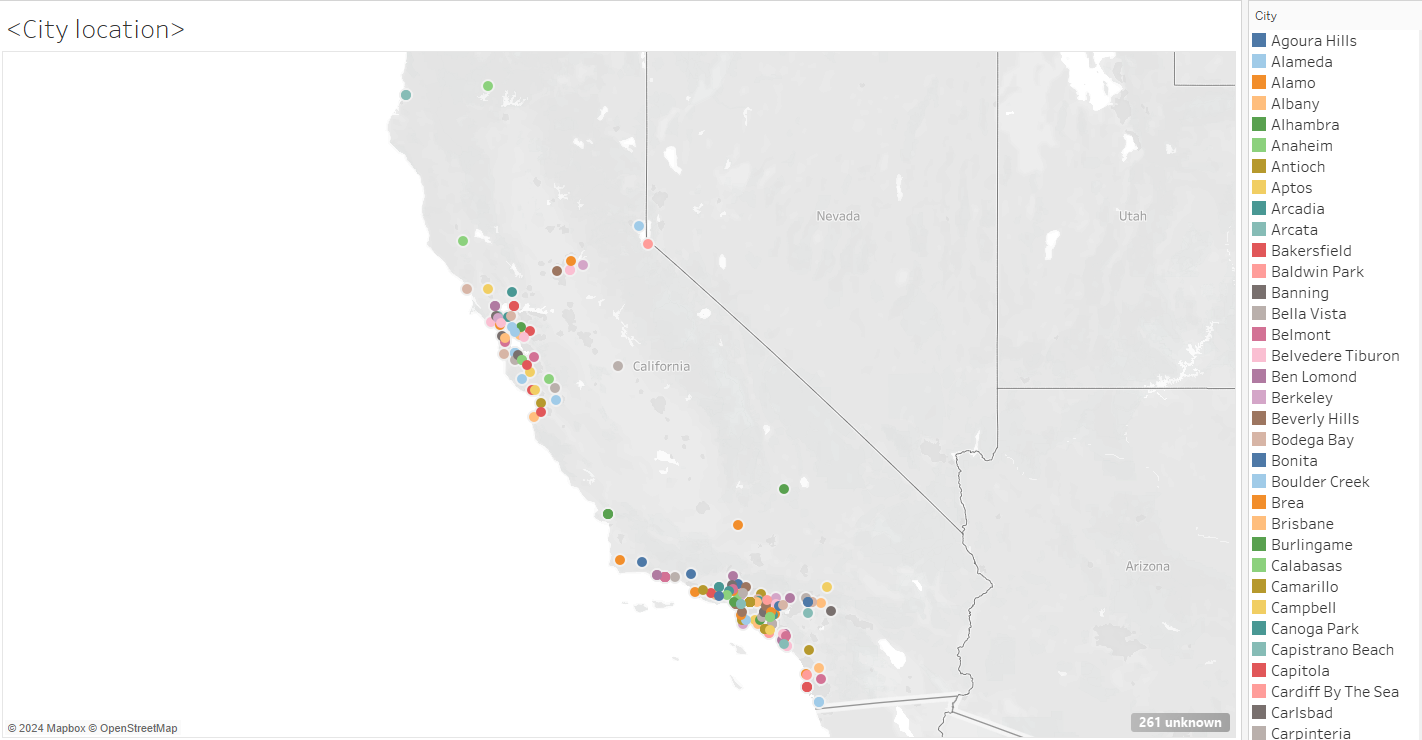 <City location>
Nevada
Utah
California
Arizona
© 2024 Mapbox © OpenStreetMap
261 unknown
City
Agoura Hills
Alameda
Alamo
Albany
Alhambra
Anaheim
Antioch
Aptos
Arcadia
Arcata
Bakersfield
Baldwin Park
Banning
Bella Vista
Belmont
Belvedere Tiburon
Ben Lomond
Berkeley
Beverly Hills
Bodega Bay
Bonita
Boulder Creek
Brea
Brisbane
Burlingame
Calabasas
Camarillo
Campbell
Canoga Park
Capistrano Beach
Capitola
Cardiff By The Sea
Carlsbad
Carpinteria